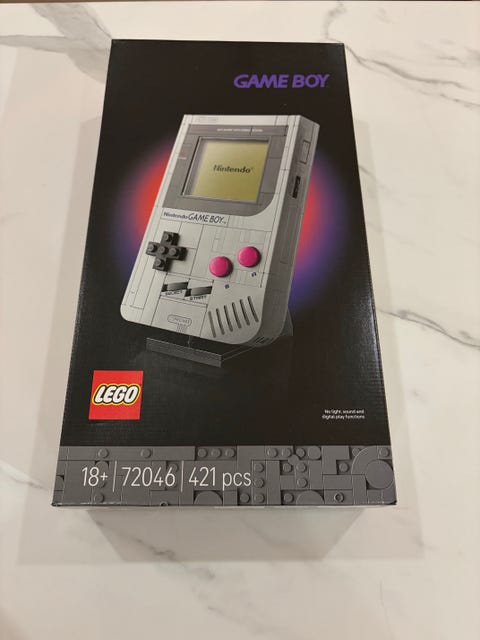 GAME BOY
Nintendo®
Nintendo GAME BOY™
B
A
SELECT
START
LEGO
No light, sound and
digital play functions
18+ | 72046 | 421 pcs